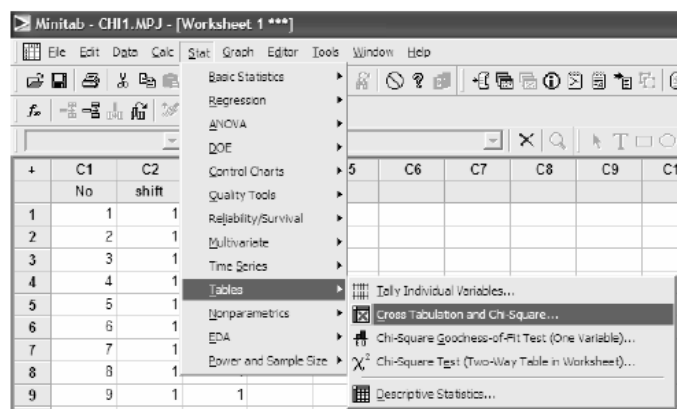 Minitab - CHI1.MPJ - [Worksheet 1 ***]
File Edit Data Calc Stat Graph Editor Tools Window Help
Basic Statistics
Regression
ANOVA
DOE
Control Charts
Quality Tools
Reliability/Survival
Multivariate
Time Series
Tables
Nonparametrics
EDA
Power and Sample Size
Tally Individual Variables...
Cross Tabulation and Chi-Square...
Chi-Square Goodness-of-Fit Test (One Variable)...
χ² Chi-Square Test (Two-Way Table in Worksheet)...
Descriptive Statistics...
+ C1 C2 5 C6 C7 C8 C9 C1
No shift
1 1 1
2 2 1
3 3 1
4 4 1
5 5 1
6 6 1
7 7 1
8 8 1
9 9 1 1